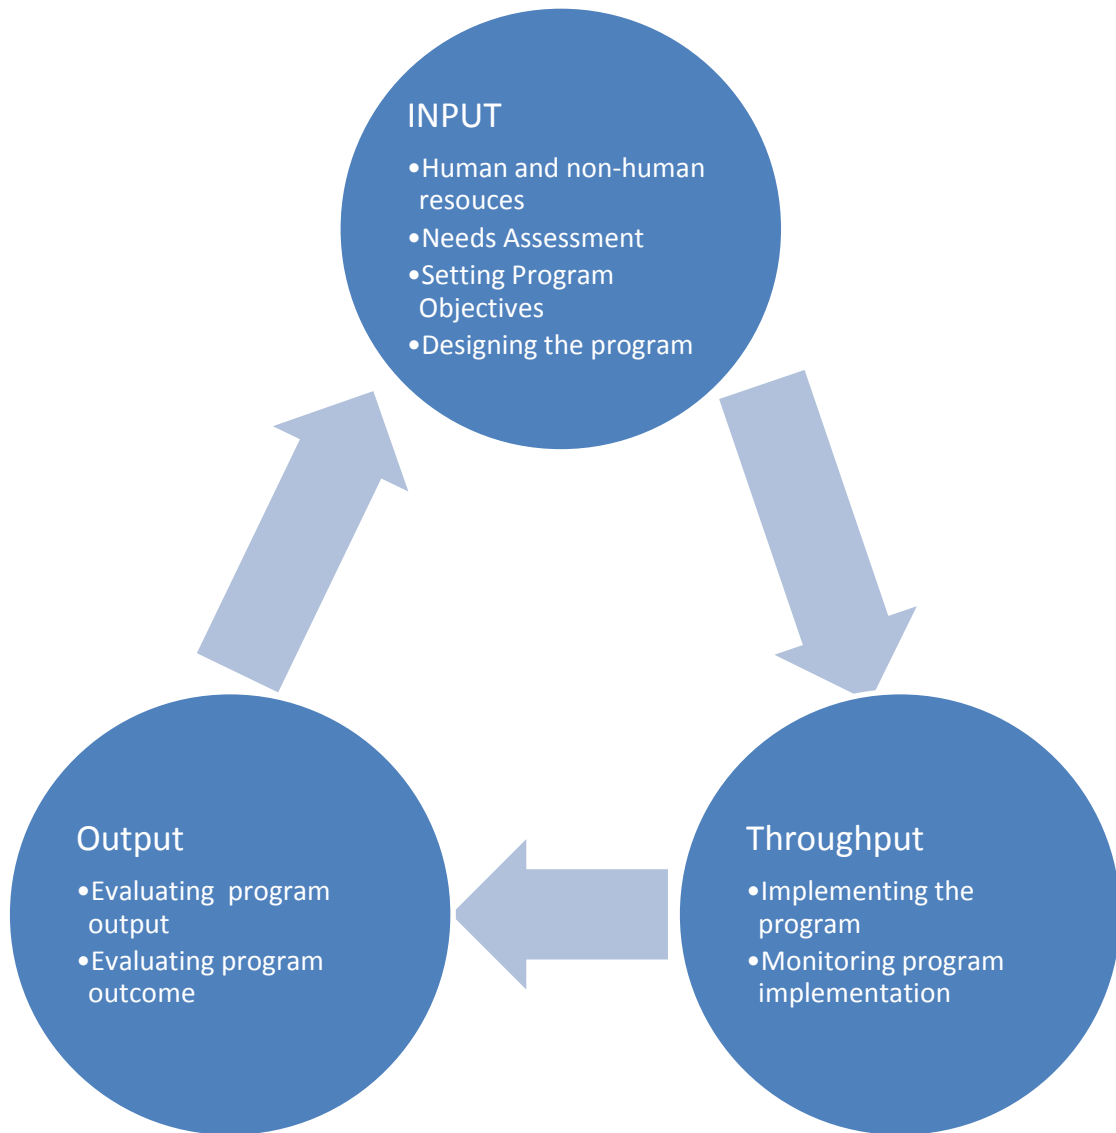 INPUT
•Human and non-human
resouces
•Needs Assessment
•Setting Program
Objectives
•Designing the program
Throughput
•Implementing the
program
•Monitoring program
implementation
Output
•Evaluating program
output
•Evaluating program
outcome